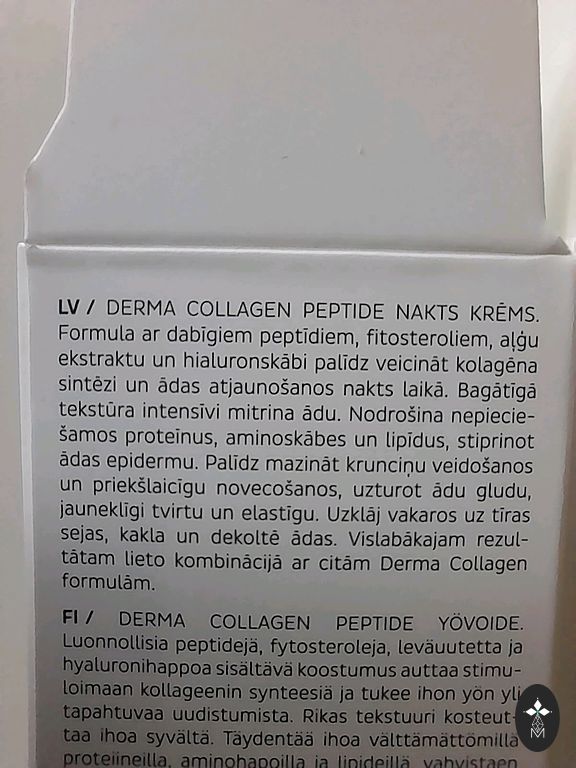 LV / DERMA COLLAGEN PEPTIDE NAKTS KRĒMS.
Formula ar dabīgiem peptīdiem, fitosteroliem, aļģu
ekstraktu un hialuronskābi palīdz veicināt kolagēna
sintēzi un ādas atjaunošanos nakts laikā. Bagātīgā
tekstūra intensīvi mitrina ādu. Nodrošina nepiecie-
šamos proteīnus, aminoskābes un lipīdus, stiprinot
ādas epidermu. Palīdz mazināt krunciņu veidošanos
un priekšlaicīgu novecošanos, uzturot ādu gludu,
jauneklīgi tvirtu un elastīgu. Uzklāj vakaros uz tīras
sejas, kakla un dekoltē ādas. Vislabākajam rezul-
tātam lieto kombinācijā ar citām Derma Collagen
formulām.
FI / DERMA COLLAGEN PEPTIDE YÖVOIDE.
Luonnollisia peptidejä, fytosteroleja, leväuutetta ja
hyaluronihappoa sisältävä koostumus auttaa stimu-
loimaan kollageenin synteesiä ja tukee ihon yön yli
tapahtuvaa uudistumista. Rikas tekstuuri kosteut-
taa ihoa syvältä. Täydentää ihoa välttämättömillä
proteiineilla, aminohapoilla ja lipideillä, vahvistaen
M